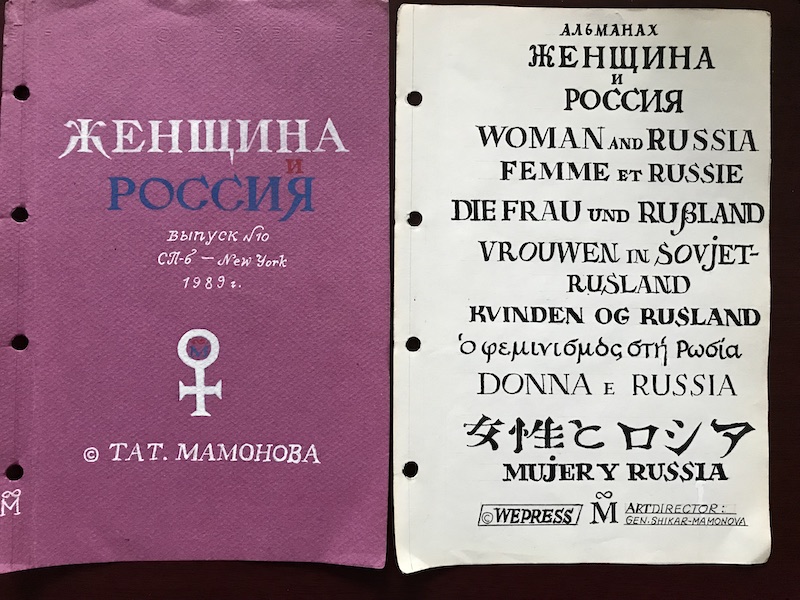 ЖЕНЩИНА
И
РОССИЯ
ВЫПУСК №10
СП-б – New York
1989 г.
М
© ТАТ. МАМОНОВА
∞
М
АЛЬМАНАХ
ЖЕНЩИНА
И
РОССИЯ
WOMAN AND RUSSIA
FEMME ET RUSSIE
DIE FRAU UND RUßLAND
VROUWEN IN SOVJET-
RUSLAND
KVINDEN OG RUSLAND
ὁ φεμινισμός στή Ρωσία
DONNA E RUSSIA
女性とロシア
MUJER Y RUSSIA
© WEPRESS
∞
М
ART DIRECTOR:
GEN. SHIKAR-MAMONOVA